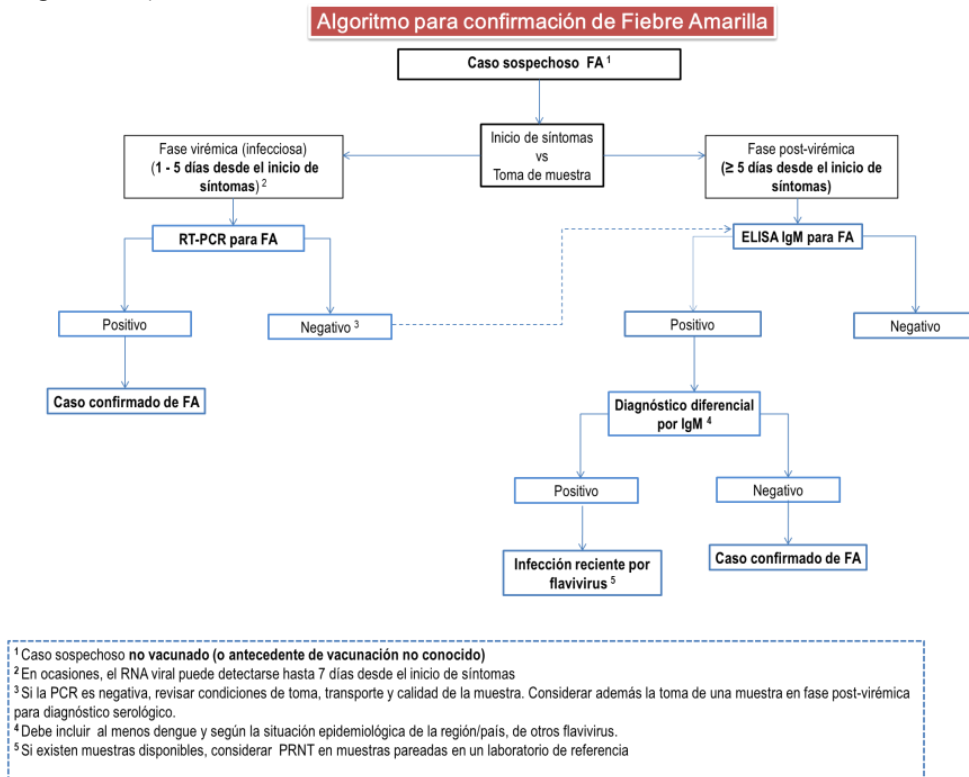 Algoritmo para confirmación de Fiebre Amarilla
Caso sospechoso FA ¹
Inicio de síntomas
vs
Toma de muestra
Fase virémica (infecciosa)
(1 - 5 días desde el inicio de
síntomas) ²
Fase post-virémica
(≥ 5 días desde el inicio de
síntomas)
RT-PCR para FA
ELISA IgM para FA
Positivo
Negativo ³
Positivo
Negativo
Caso confirmado de FA
Diagnóstico diferencial
por IgM ⁴
Positivo
Negativo
Infección reciente por
flavivirus ⁵
Caso confirmado de FA
¹ Caso sospechoso no vacunado (o antecedente de vacunación no conocido)
² En ocasiones, el RNA viral puede detectarse hasta 7 días desde el inicio de síntomas
³ Si la PCR es negativa, revisar condiciones de toma, transporte y calidad de la muestra. Considerar además la toma de una muestra en fase post-virémica
para diagnóstico serológico.
⁴ Debe incluir al menos dengue y según la situación epidemiológica de la región/país, de otros flavivirus.
⁵ Si existen muestras disponibles, considerar PRNT en muestras pareadas en un laboratorio de referencia